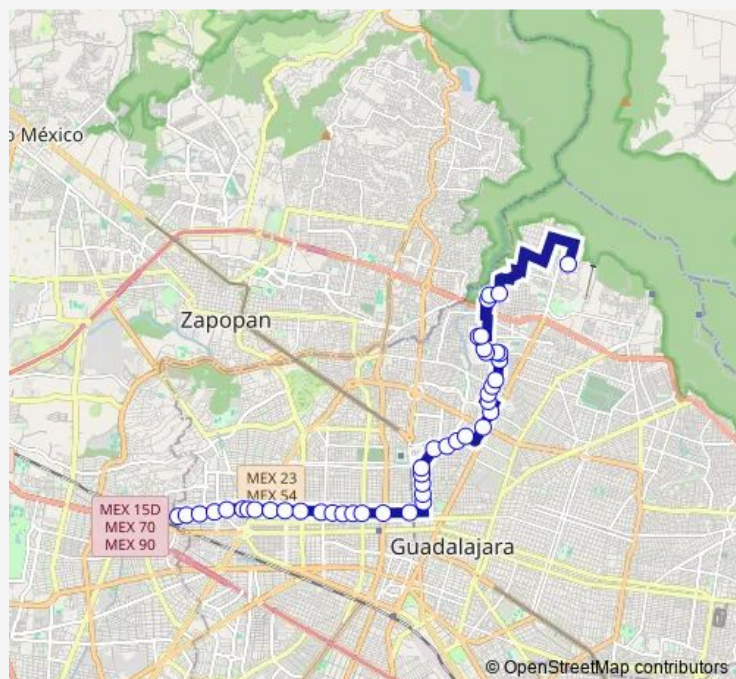 o México
Zapopan
MEX 23
MEX 54
MEX 15D
MEX 70
MEX 90
Guadalajara
© OpenStreetMap contributors